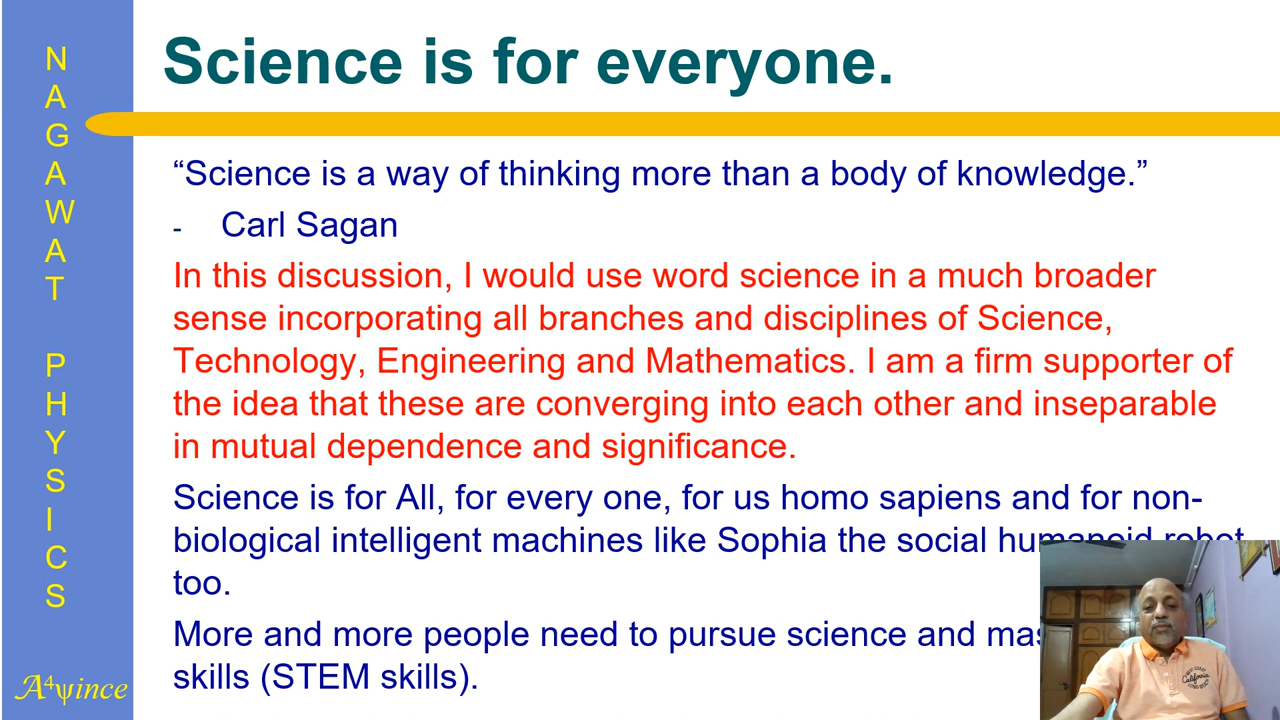 Science is for everyone.
“Science is a way of thinking more than a body of knowledge.”
- Carl Sagan
In this discussion, I would use word science in a much broader
sense incorporating all branches and disciplines of Science,
Technology, Engineering and Mathematics. I am a firm supporter of
the idea that these are converging into each other and inseparable
in mutual dependence and significance.
Science is for All, for every one, for us homo sapiens and for non-
biological intelligent machines like Sophia the social humanoid robot
too.
More and more people need to pursue science and
skills (STEM skills).
NAGAWAT PHYSICS
A⁴ψince
California